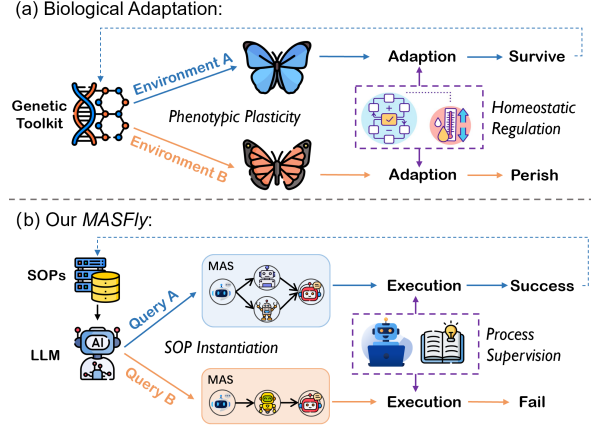 (a) Biological Adaptation:
Environment A
Adaption
Survive
Genetic
Toolkit
Phenotypic Plasticity
Homeostatic
Regulation
Environment B
Adaption
Perish
(b) Our MASFly:
SOPs
MAS
Query A
Execution
Success
AI
LLM
SOP Instantiation
Process
Supervision
Query B
MAS
Execution
Fail